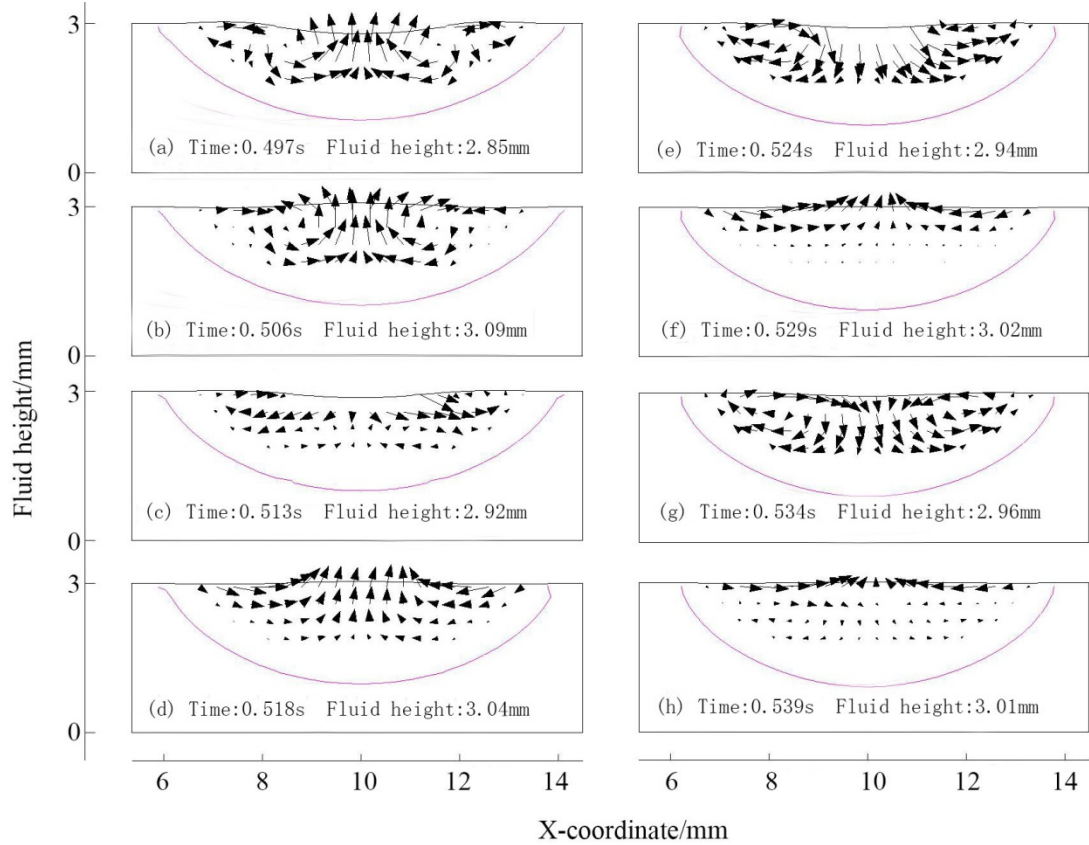 3
(a) Time:0.497s Fluid height:2.85mm
0
3
(b) Time:0.506s Fluid height:3.09mm
0
3
(c) Time:0.513s Fluid height:2.92mm
0
3
(d) Time:0.518s Fluid height:3.04mm
0
(e) Time:0.524s Fluid height:2.94mm
(f) Time:0.529s Fluid height:3.02mm
(g) Time:0.534s Fluid height:2.96mm
(h) Time:0.539s Fluid height:3.01mm
Fluid height/mm
6 8 10 12 14
6 8 10 12 14
X-coordinate/mm